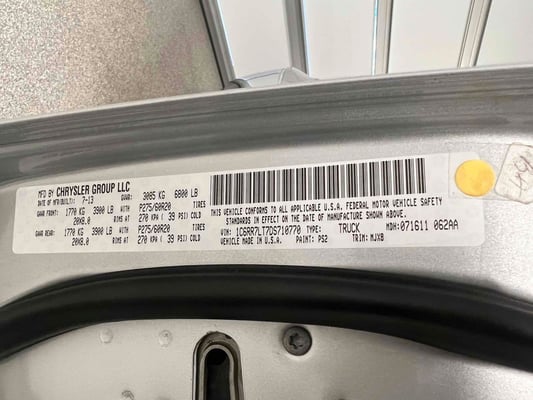 MFD BY CHRYSLER GROUP LLC
DATE OF MFR/BUILT: 7-13 GVWR: 3085 KG 6800 LB
GAWR FRONT: 1770 KG 3900 LB WITH P275/60R20 TIRES
20X8.0 RIMS AT 270 KPA ( 39 PSI) COLD
GAWR REAR: 1770 KG 3900 LB WITH P275/60R20 TIRES
20X8.0 RIMS AT 270 KPA ( 39 PSI) COLD
THIS VEHICLE CONFORMS TO ALL APPLICABLE U.S.A. FEDERAL MOTOR VEHICLE SAFETY
STANDARDS IN EFFECT ON THE DATE OF MANUFACTURE SHOWN ABOVE.
VIN: 1C6RR7LT7DS710770 TYPE: TRUCK MDH: 071611 062AA
VEHICLE MADE IN U.S.A. PAINT: PS2 TRIM: MJXB